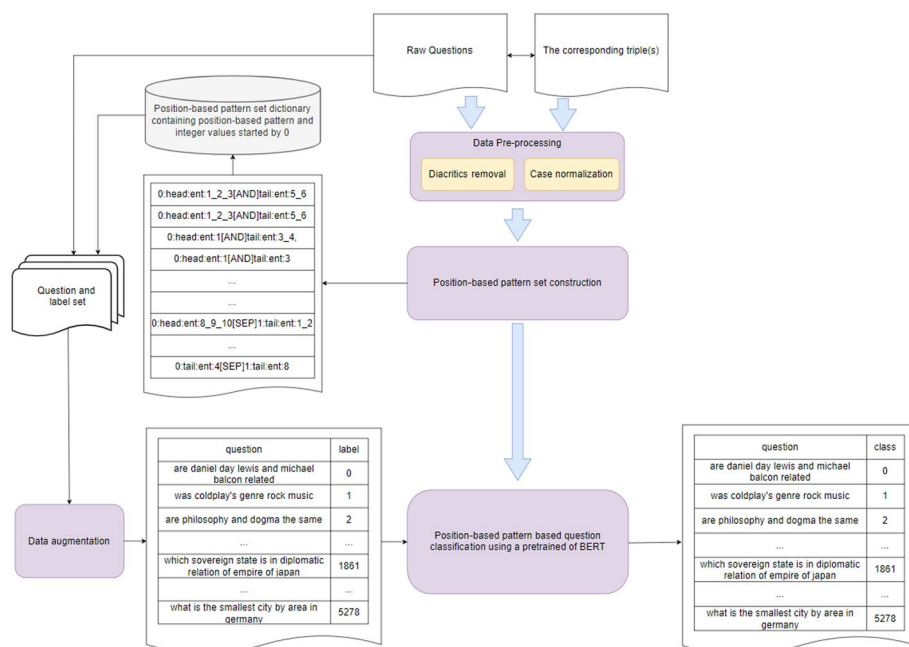 Raw Questions
The corresponding triple(s)
Position-based pattern set dictionary
containing position-based pattern and
integer values started by 0
Data Pre-processing
Diacritics removal
Case normalization
0:head:ent:1_2_3[AND]tail:ent:5_6
0:head:ent:1_2_3[AND]tail:ent:5_6
0:head:ent:1[AND]tail:ent:3_4,
0:head:ent:1[AND]tail:ent:3
...
...
0:head:ent:8_9_10[SEP]1:tail:ent:1_2
...
0:tail:ent:4[SEP]1:tail:ent:8
Position-based pattern set construction
Question and
label set
Data augmentation
question label
are daniel day lewis and michael
balcon related 0
was coldplay's genre rock music 1
are philosophy and dogma the same 2
... ...
which sovereign state is in diplomatic
relation of empire of japan 1861
... ...
what is the smallest city by area in
germany 5278
Position-based pattern based question
classification using a pretrained of BERT
question class
are daniel day lewis and michael
balcon related 0
was coldplay's genre rock music 1
are philosophy and dogma the same 2
... ...
which sovereign state is in diplomatic
relation of empire of japan 1861
... ...
what is the smallest city by area in
germany 5278